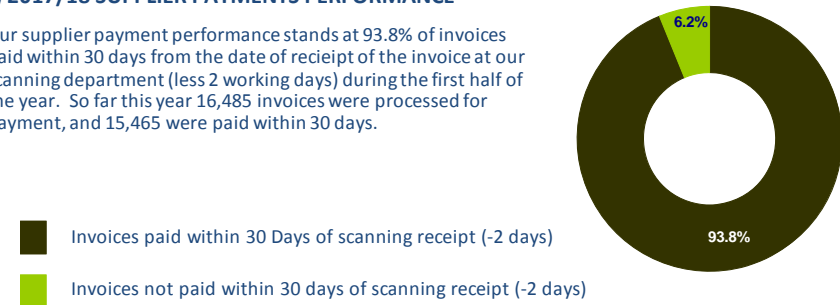 2017/18 SUPPLIER PAYMENTS PERFORMANCE
ur supplier payment performance stands at 93.8% of invoices
aid within 30 days from the date of recieipt of the invoice at our
canning department (less 2 working days) during the first half of
he year. So far this year 16,485 invoices were processed for
ayment, and 15,465 were paid within 30 days.
6.2%
93.8%
Invoices paid within 30 Days of scanning receipt (-2 days)
Invoices not paid within 30 days of scanning receipt (-2 days)